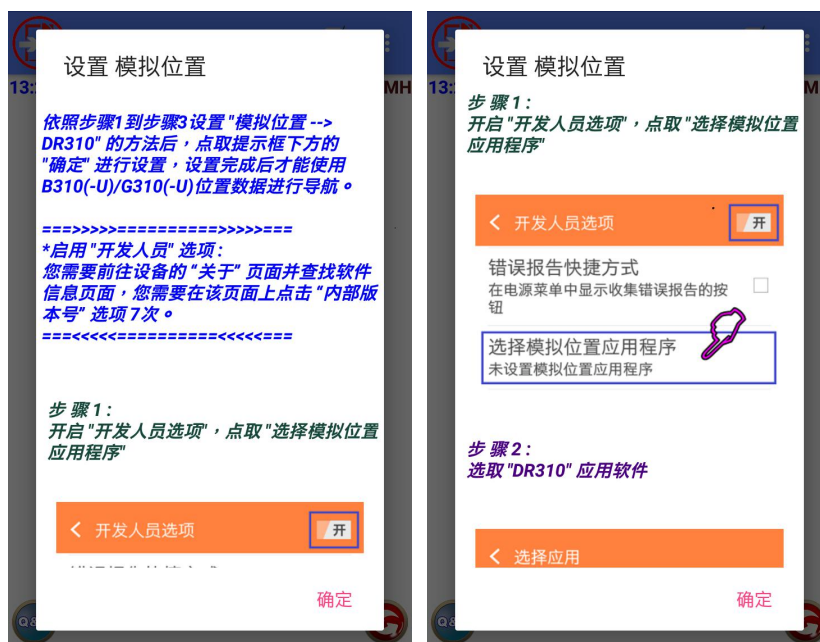 设置 模拟位置
13:
MH
依照步骤1到步骤3设置 "模拟位置 -->
DR310" 的方法后，点取提示框下方的
"确定" 进行设置，设置完成后才能使用
B310(-U)/G310(-U)位置数据进行导航。
===>>>>>==========>>>>>===
*启用 "开发人员" 选项：
您需要前往设备的 “关于” 页面并查找软件
信息页面，您需要在该页面上点击 “内部版
本号” 选项 7次。
===<<<<<==========<<<<<===
步 骤 1：
开启 "开发人员选项"，点取 "选择模拟位置
应用程序"
开发人员选项
开
确定
Q&
设置 模拟位置
13:
M
步 骤 1：
开启 "开发人员选项"，点取 "选择模拟位置
应用程序"
开发人员选项
开
错误报告快捷方式
在电源菜单中显示收集错误报告的按
钮
选择模拟位置应用程序
未设置模拟位置应用程序
步 骤 2：
选取 "DR310" 应用软件
选择应用
确定
Q&